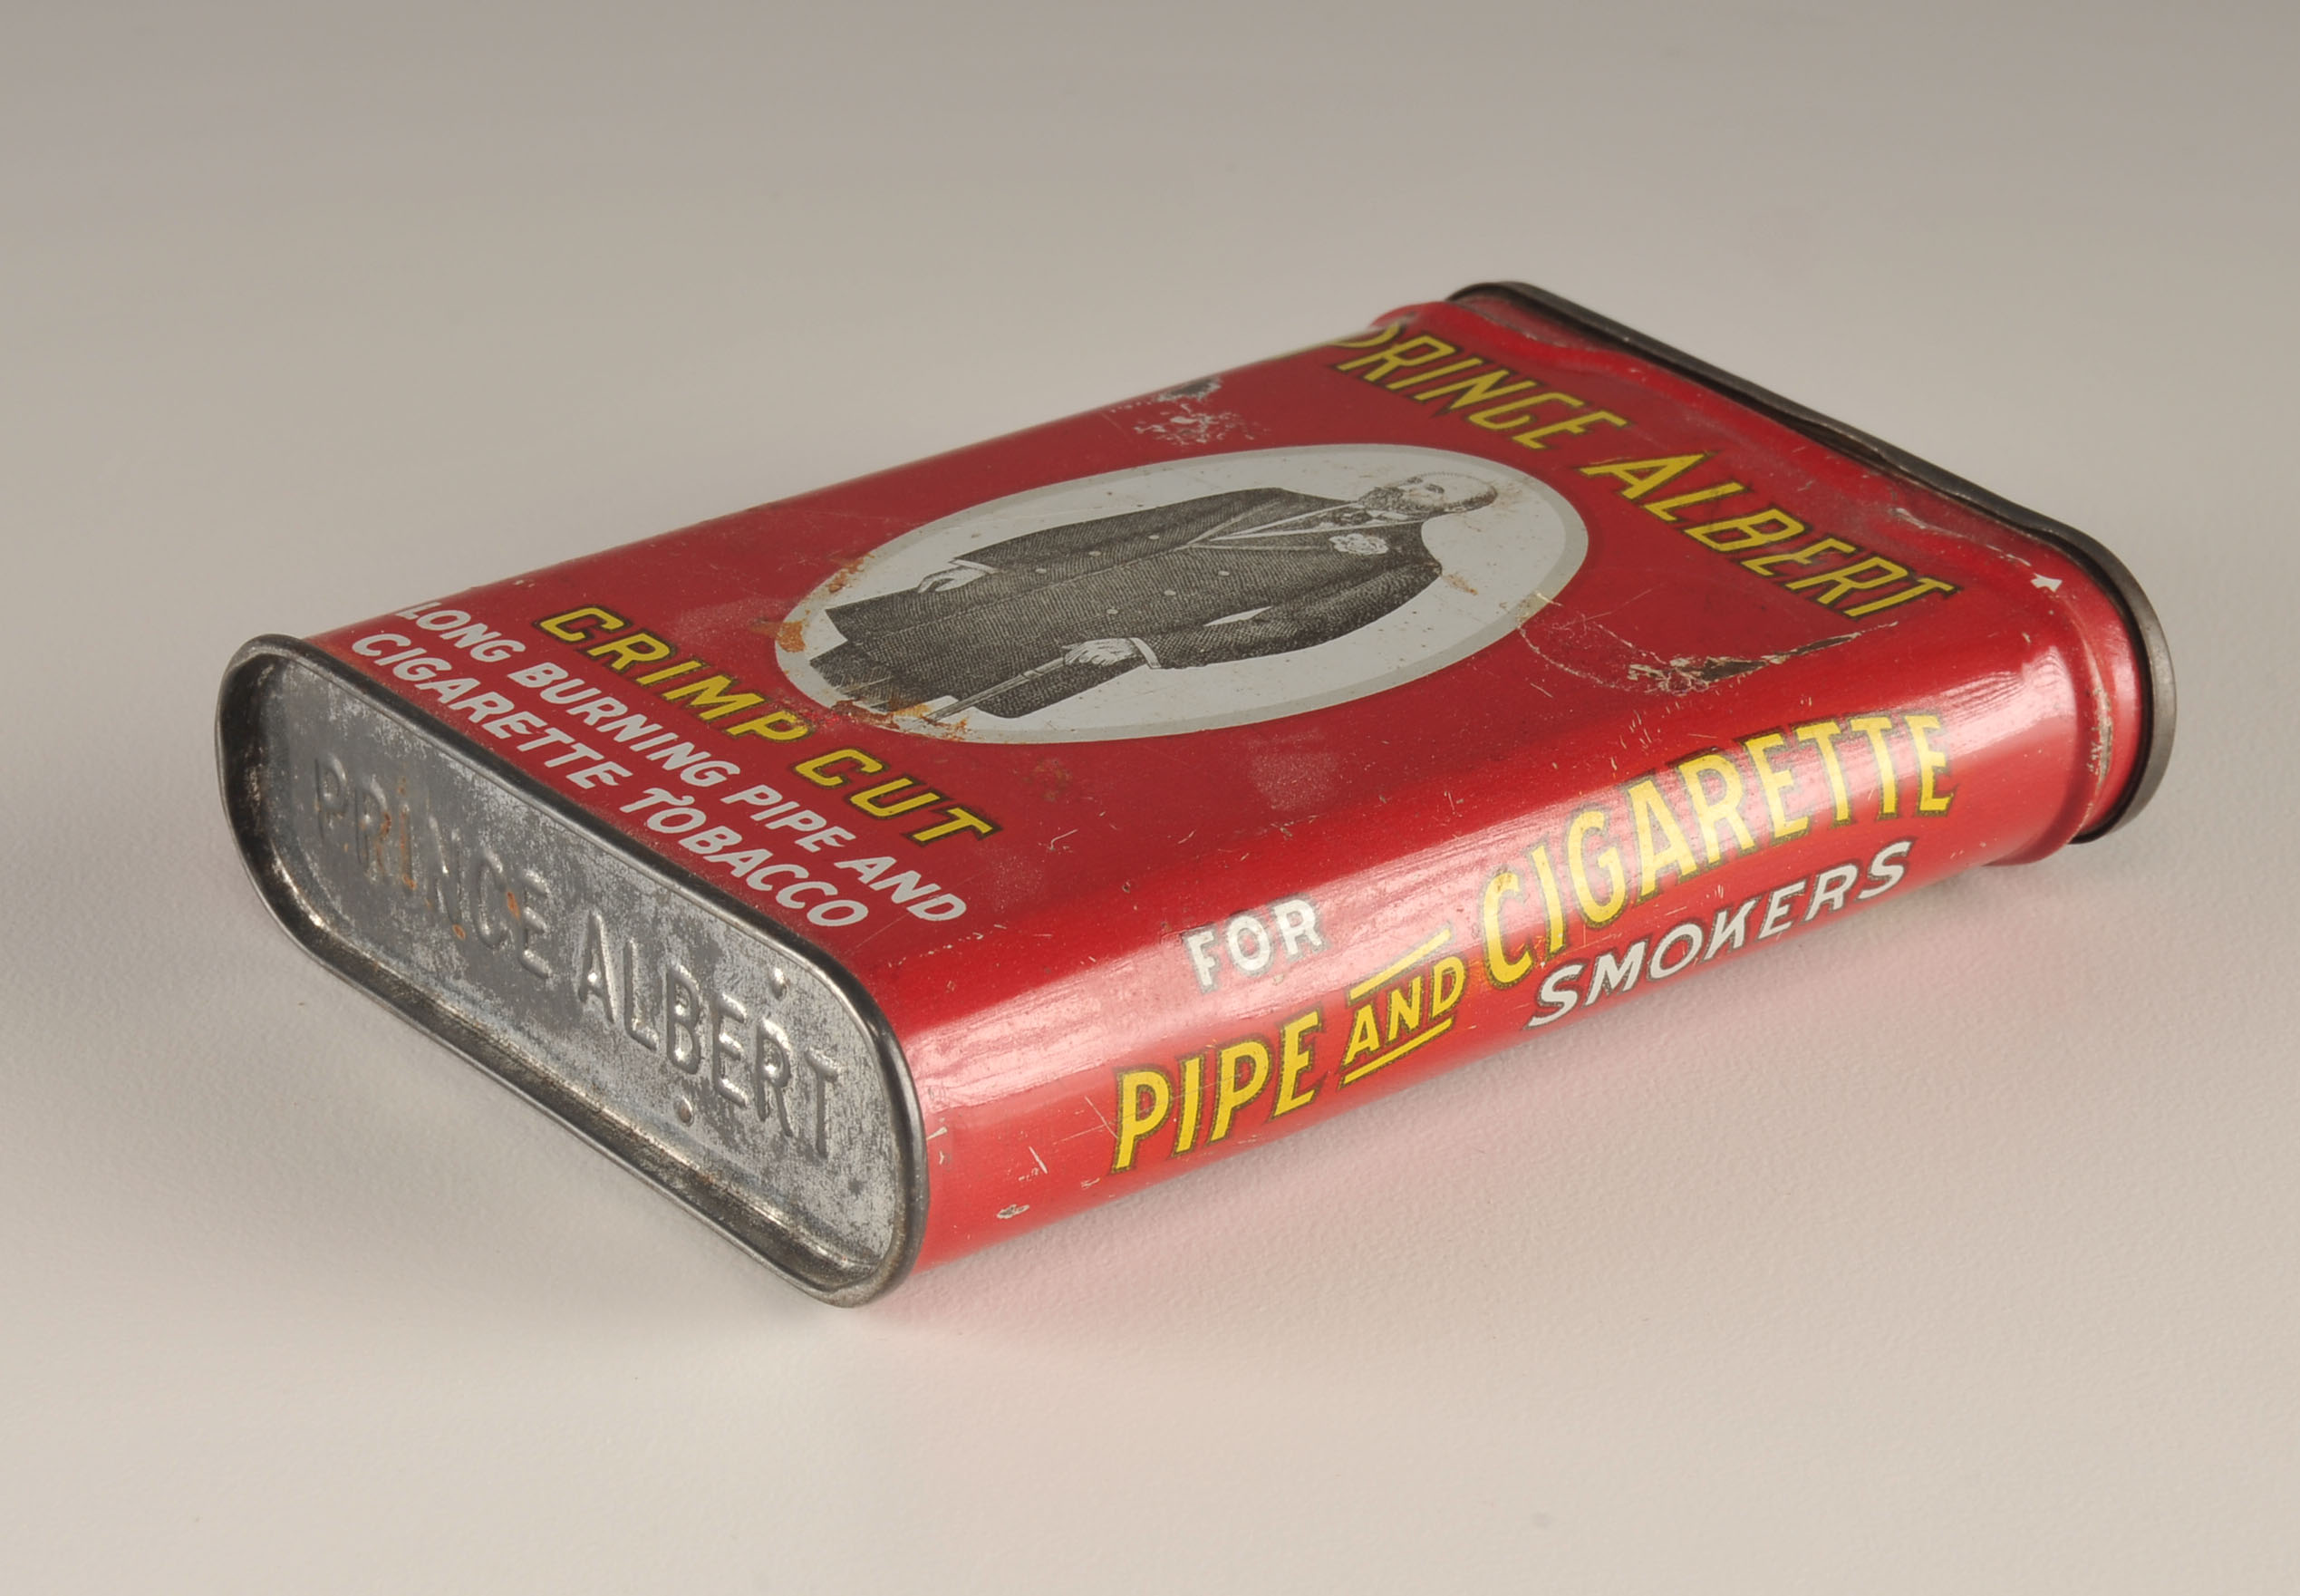 PRINCE ALBERT
CRIMP CUT
LONG BURNING PIPE AND
CIGARETTE TOBACCO
FOR
PIPE AND CIGARETTE
SMOKERS
PRINCE ALBERT